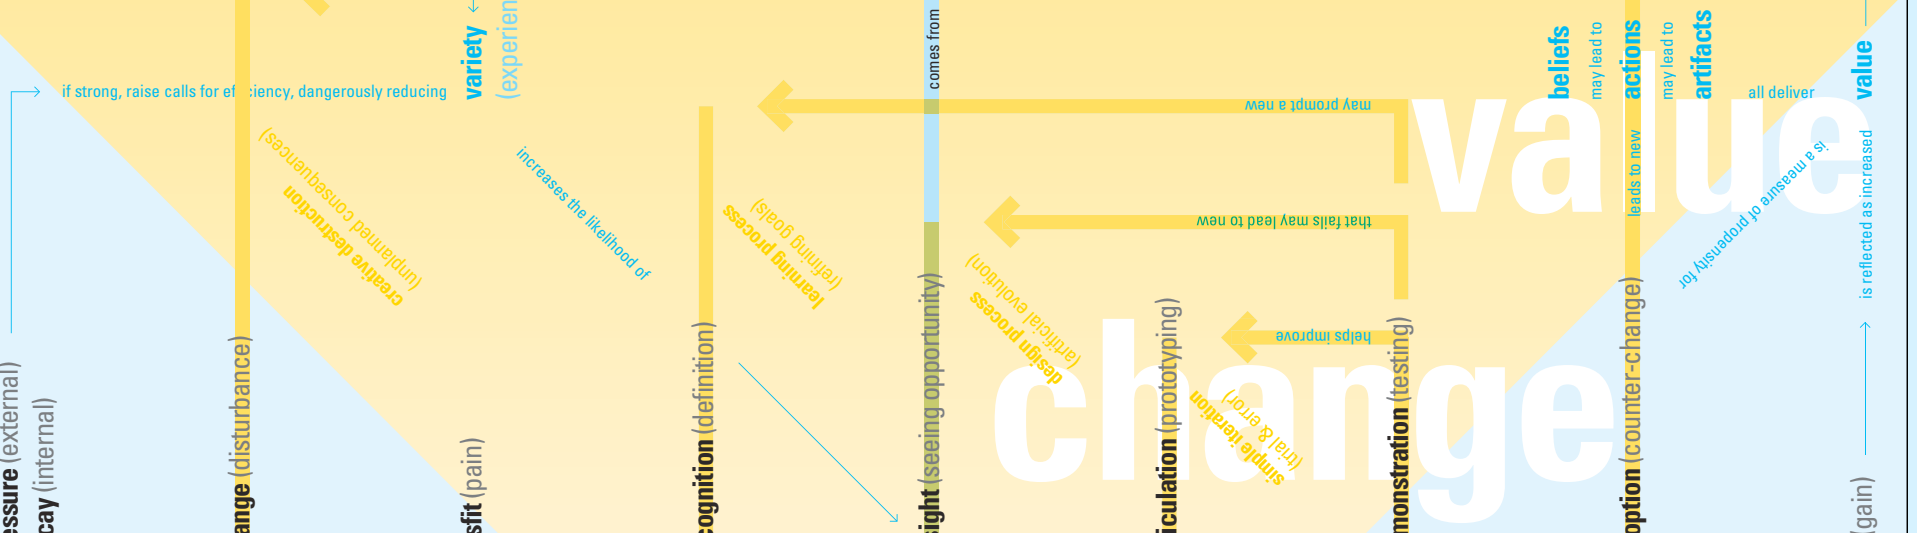 if strong, raise calls for efficiency, dangerously reducing
variety
(experien
comes from
beliefs
may lead to
actions
may lead to
artifacts
all deliver
value
may prompt a new
value
leads to new
is a measure of propensity for
is reflected as increased
creative destruction
(unplanned consequences)
increases the likelihood of
learning process
(refining goals)
that fails may lead to new
design process
(artificial evolution)
helps improve
change
simple iteration
(trial & error)
essure (external)
cay (internal)
ange (disturbance)
sfit (pain)
cognition (definition)
sight (seeing opportunity)
iculation (prototyping)
monstration (testing)
option (counter-change)
(gain)